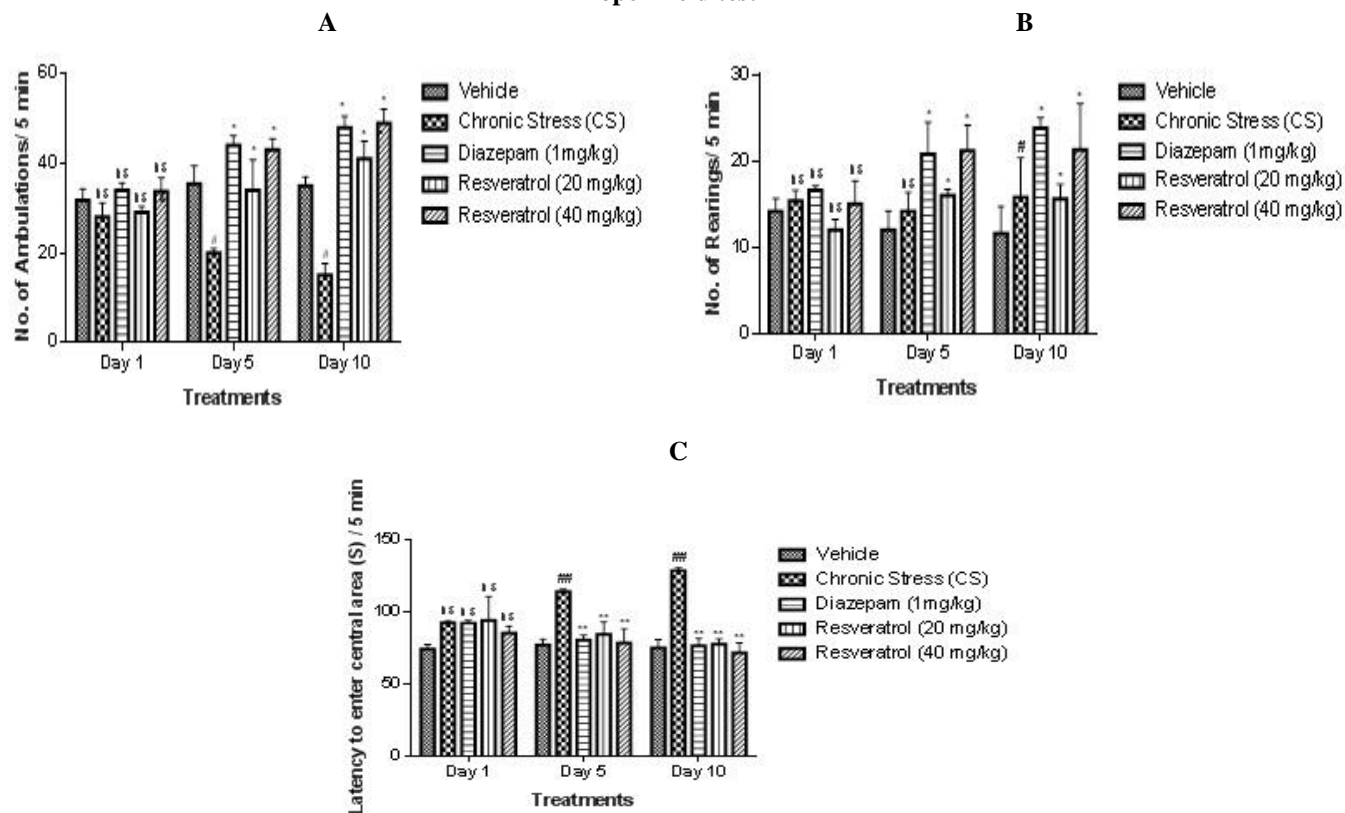 A
No. of Ambulations/ 5 min
60
40
20
0
ns
ns
ns
ns
#
*
*
*
#
*
*
*
Day 1
Day 5
Day 10
Treatments
Vehicle
Chronic Stress (CS)
Diazepam (1mg/kg)
Resveratrol (20 mg/kg)
Resveratrol (40 mg/kg)
B
No. of Rearings/ 5 min
30
20
10
0
ns
ns
ns
ns
ns
*
*
*
#
*
*
*
Day 1
Day 5
Day 10
Treatments
Vehicle
Chronic Stress (CS)
Diazepam (1mg/kg)
Resveratrol (20 mg/kg)
Resveratrol (40 mg/kg)
C
Latency to enter central area (S) / 5 min
150
100
50
0
ns
ns
ns
ns
##
**
**
**
##
**
**
**
Day 1
Day 5
Day 10
Treatments
Vehicle
Chronic Stress (CS)
Diazepam (1mg/kg)
Resveratrol (20 mg/kg)
Resveratrol (40 mg/kg)